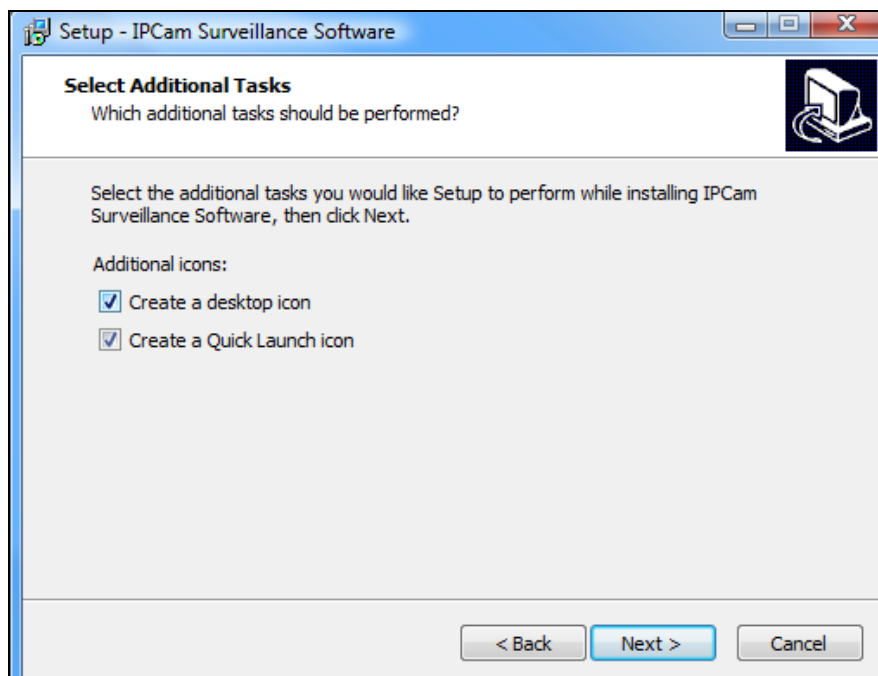 Setup - IPCam Surveillance Software
Select Additional Tasks
Which additional tasks should be performed?
Select the additional tasks you would like Setup to perform while installing IPCam
Surveillance Software, then click Next.
Additional icons:
Create a desktop icon
Create a Quick Launch icon
< Back Next > Cancel